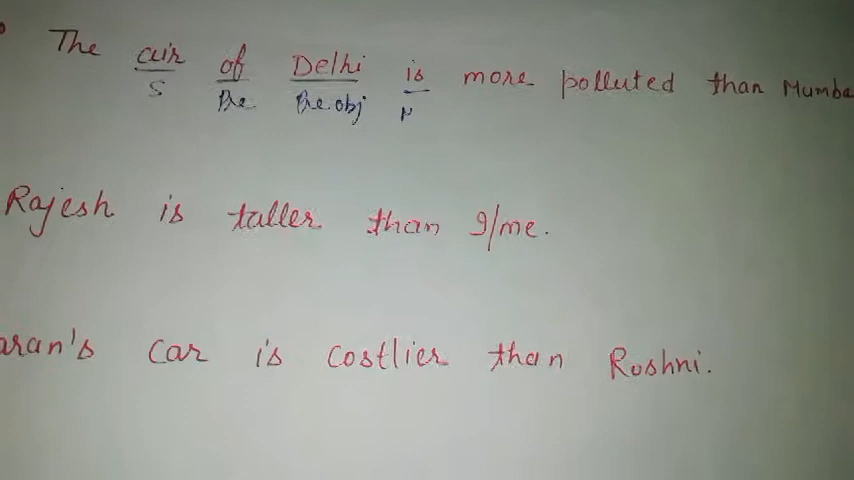 The air of Delhi is more polluted than Mumba
S Pre Pre.obj V
Rajesh is taller than I/me.
aran's car is costlier than Roshni.